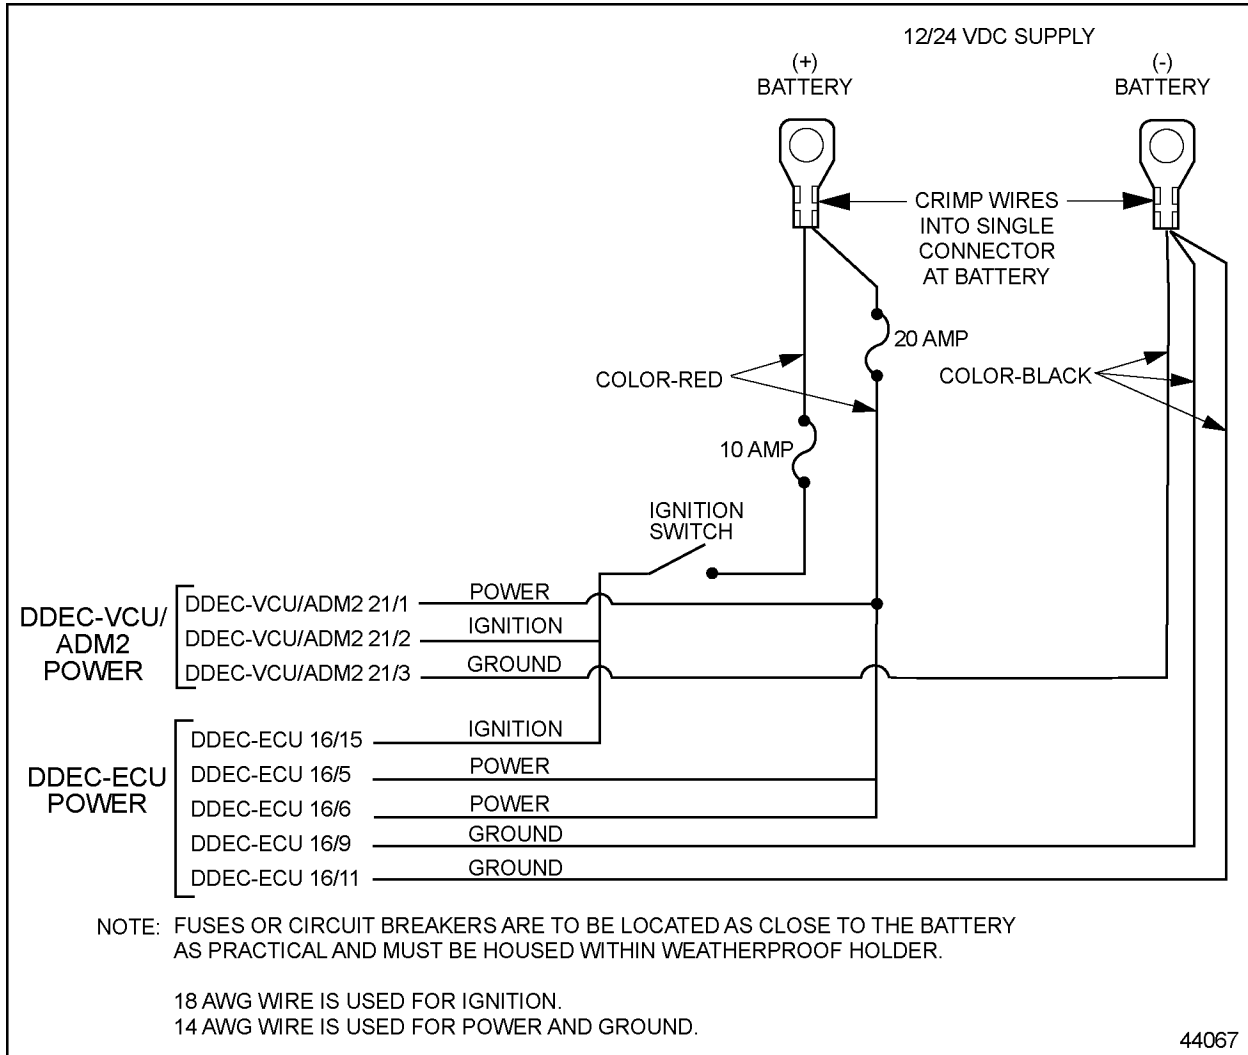 12/24 VDC SUPPLY
(+)
BATTERY
(-)
BATTERY
CRIMP WIRES
INTO SINGLE
CONNECTOR
AT BATTERY
20 AMP
COLOR-RED
COLOR-BLACK
10 AMP
IGNITION
SWITCH
DDEC-VCU/
ADM2
POWER
DDEC-VCU/ADM2 21/1
POWER
DDEC-VCU/ADM2 21/2
IGNITION
DDEC-VCU/ADM2 21/3
GROUND
DDEC-ECU
POWER
DDEC-ECU 16/15
IGNITION
DDEC-ECU 16/5
POWER
DDEC-ECU 16/6
POWER
DDEC-ECU 16/9
GROUND
DDEC-ECU 16/11
GROUND
NOTE: FUSES OR CIRCUIT BREAKERS ARE TO BE LOCATED AS CLOSE TO THE BATTERY
AS PRACTICAL AND MUST BE HOUSED WITHIN WEATHERPROOF HOLDER.
18 AWG WIRE IS USED FOR IGNITION.
14 AWG WIRE IS USED FOR POWER AND GROUND.
44067